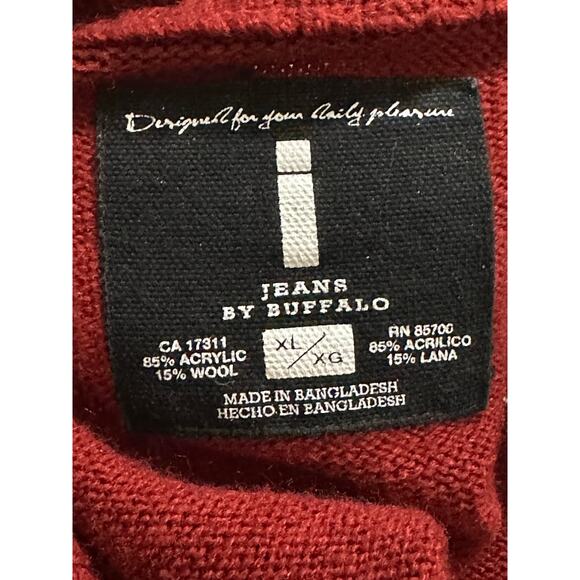 Designed for your daily pleasure
i
JEANS
BY BUFFALO
CA 17311
85% ACRYLIC
15% WOOL
XL/XG
RN 85700
85% ACRILICO
15% LANA
MADE IN BANGLADESH
HECHO EN BANGLADESH